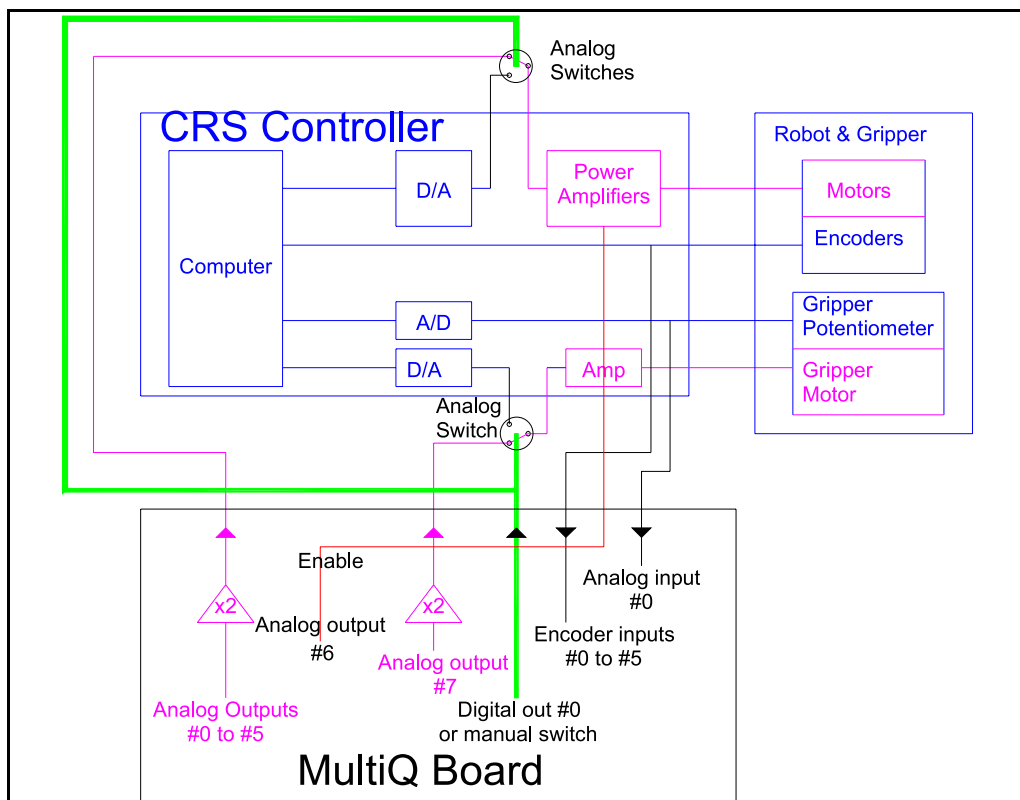 Analog
Switches
CRS Controller
Robot & Gripper
D/A
Power
Amplifiers
Motors
Encoders
Computer
A/D
Gripper
Potentiometer
D/A
Amp
Gripper
Motor
Analog
Switch
Enable
Analog input
#0
x2
x2
Analog output
#6
Encoder inputs
#0 to #5
Analog output
#7
Analog Outputs
#0 to #5
Digital out #0
or manual switch
MultiQ Board